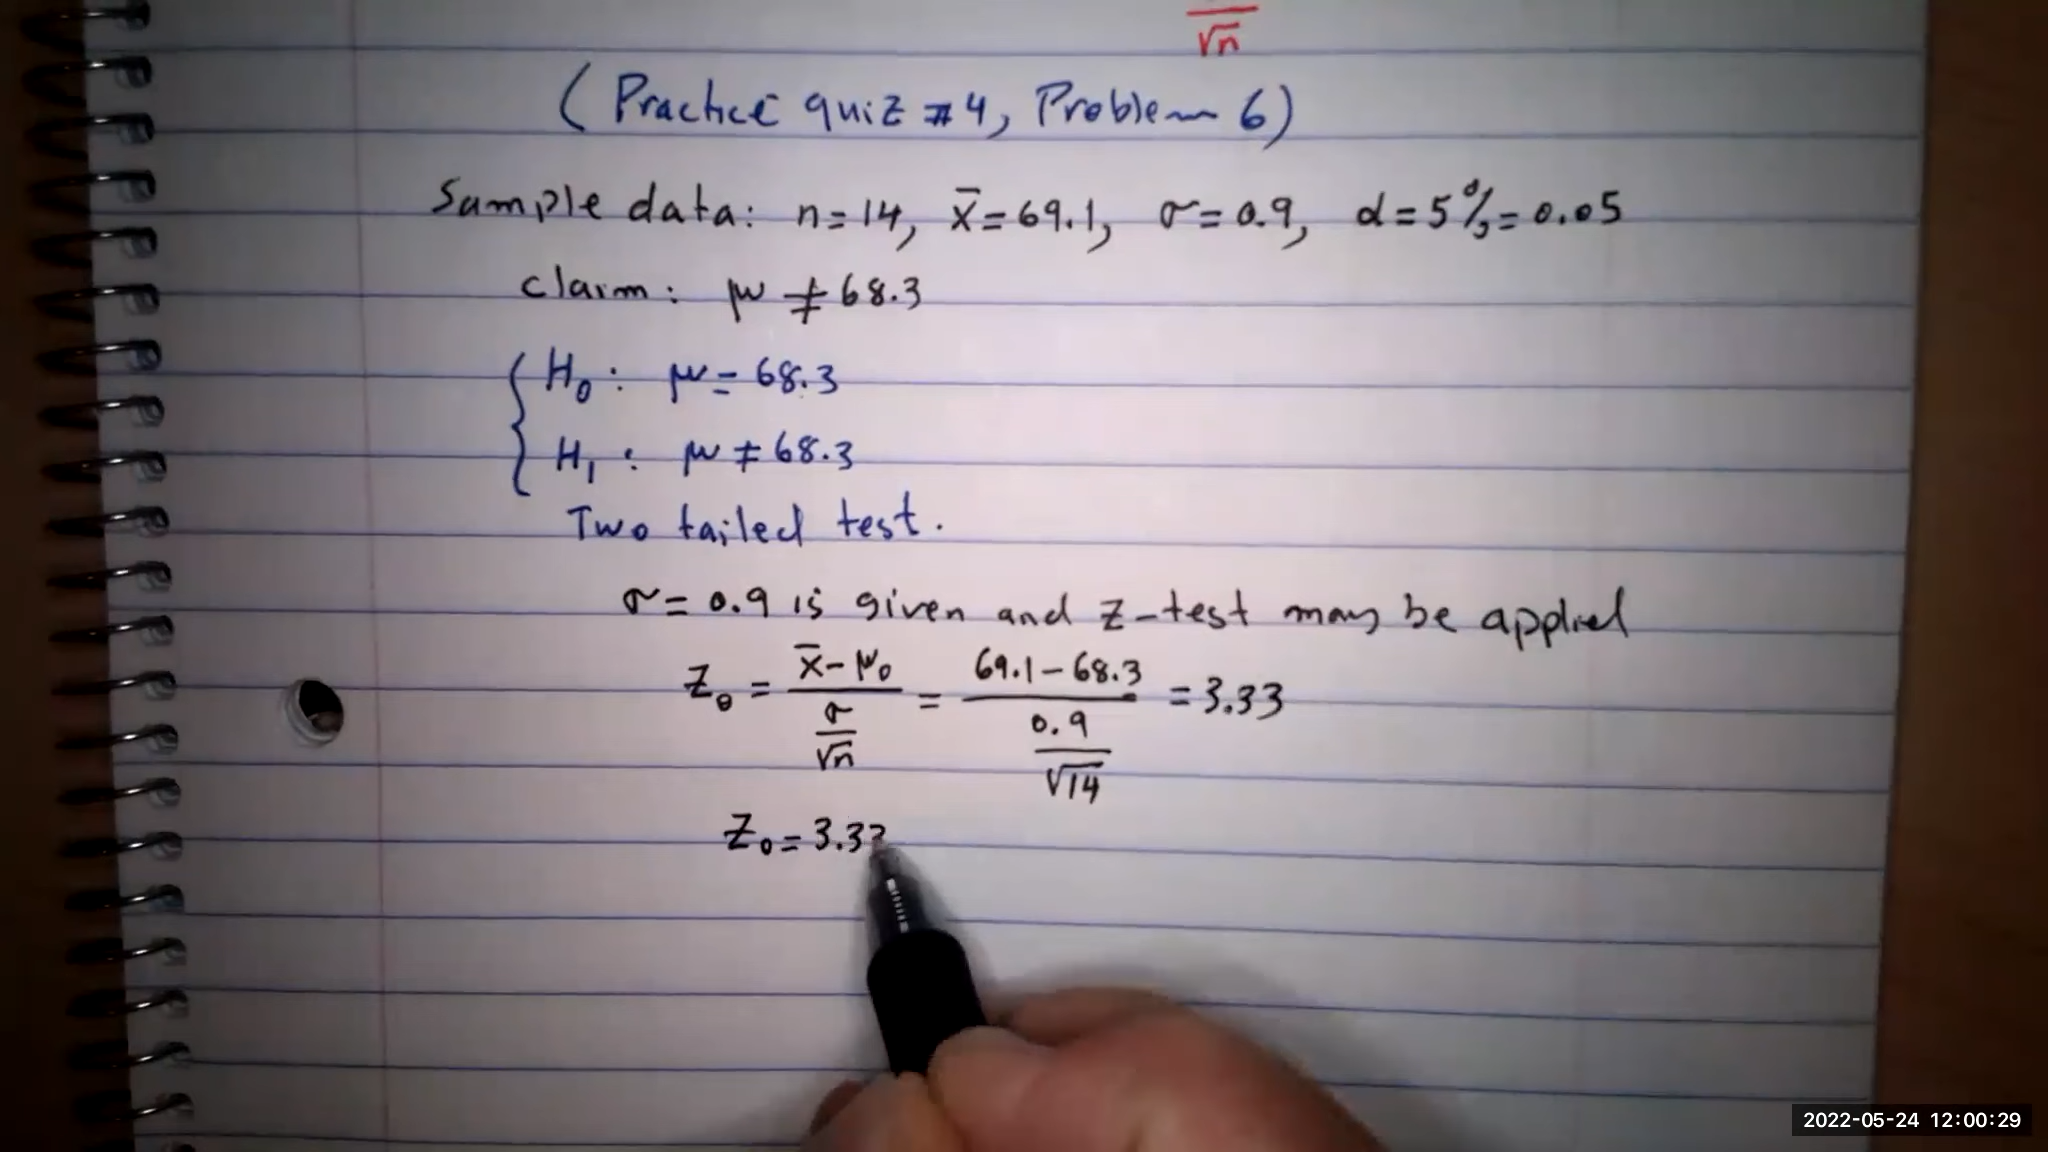 √n
(Practice quiz #4, Problem 6)
Sample data: n=14, x̄=69.1, σ=0.9, α=5%=0.05
claim: μ ≠ 68.3
H₀: μ = 68.3
H₁: μ ≠ 68.3
Two tailed test.
σ=0.9 is given and z-test may be applied
Z₀ = (x̄-μ₀)/(σ/√n) = (69.1-68.3)/(0.9/√14) = 3.33
Z₀ = 3.33
2022-05-24 12:00:29